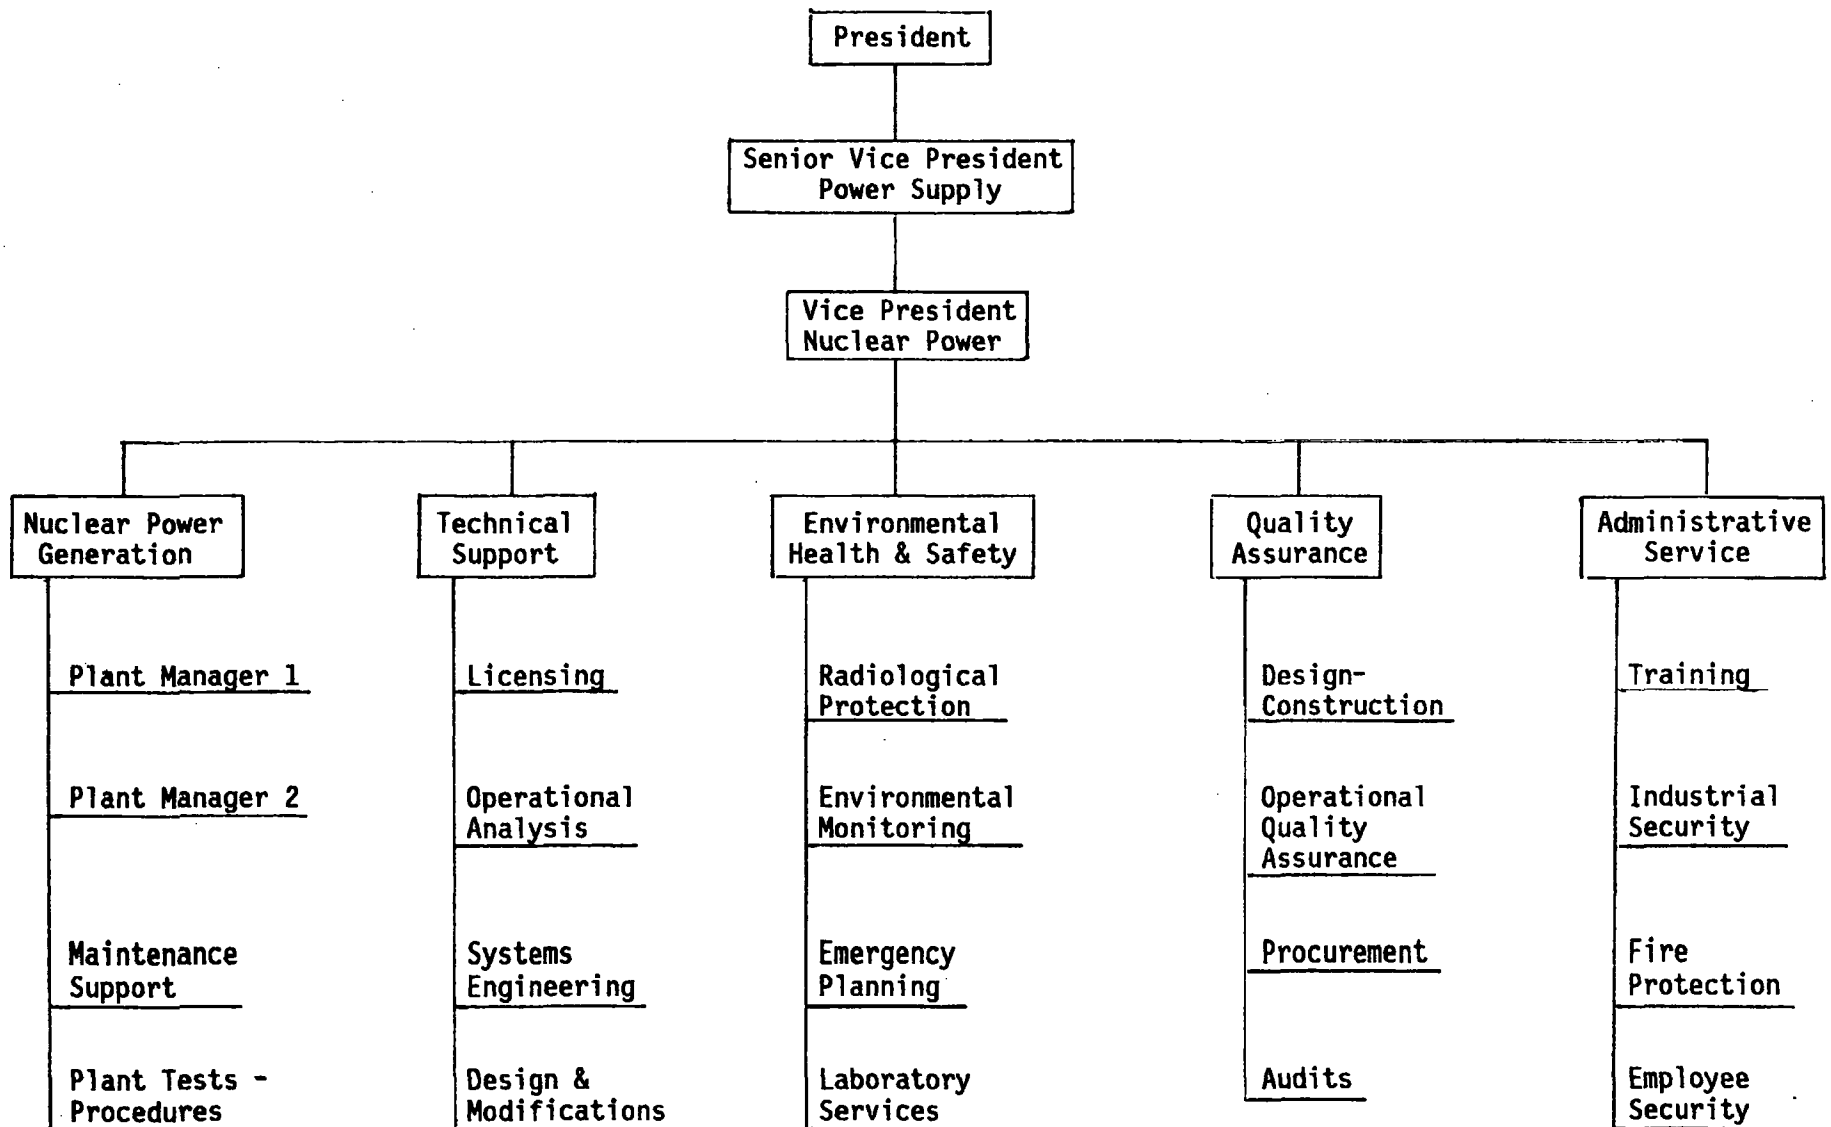 President
Senior Vice President
Power Supply
Vice President
Nuclear Power
Nuclear Power
Generation
Technical
Support
Environmental
Health & Safety
Quality
Assurance
Administrative
Service
Plant Manager 1
Plant Manager 2
Maintenance
Support
Plant Tests -
Procedures
Licensing
Operational
Analysis
Systems
Engineering
Design &
Modifications
Radiological
Protection
Environmental
Monitoring
Emergency
Planning
Laboratory
Services
Design-
Construction
Operational
Quality
Assurance
Procurement
Audits
Training
Industrial
Security
Fire
Protection
Employee
Security